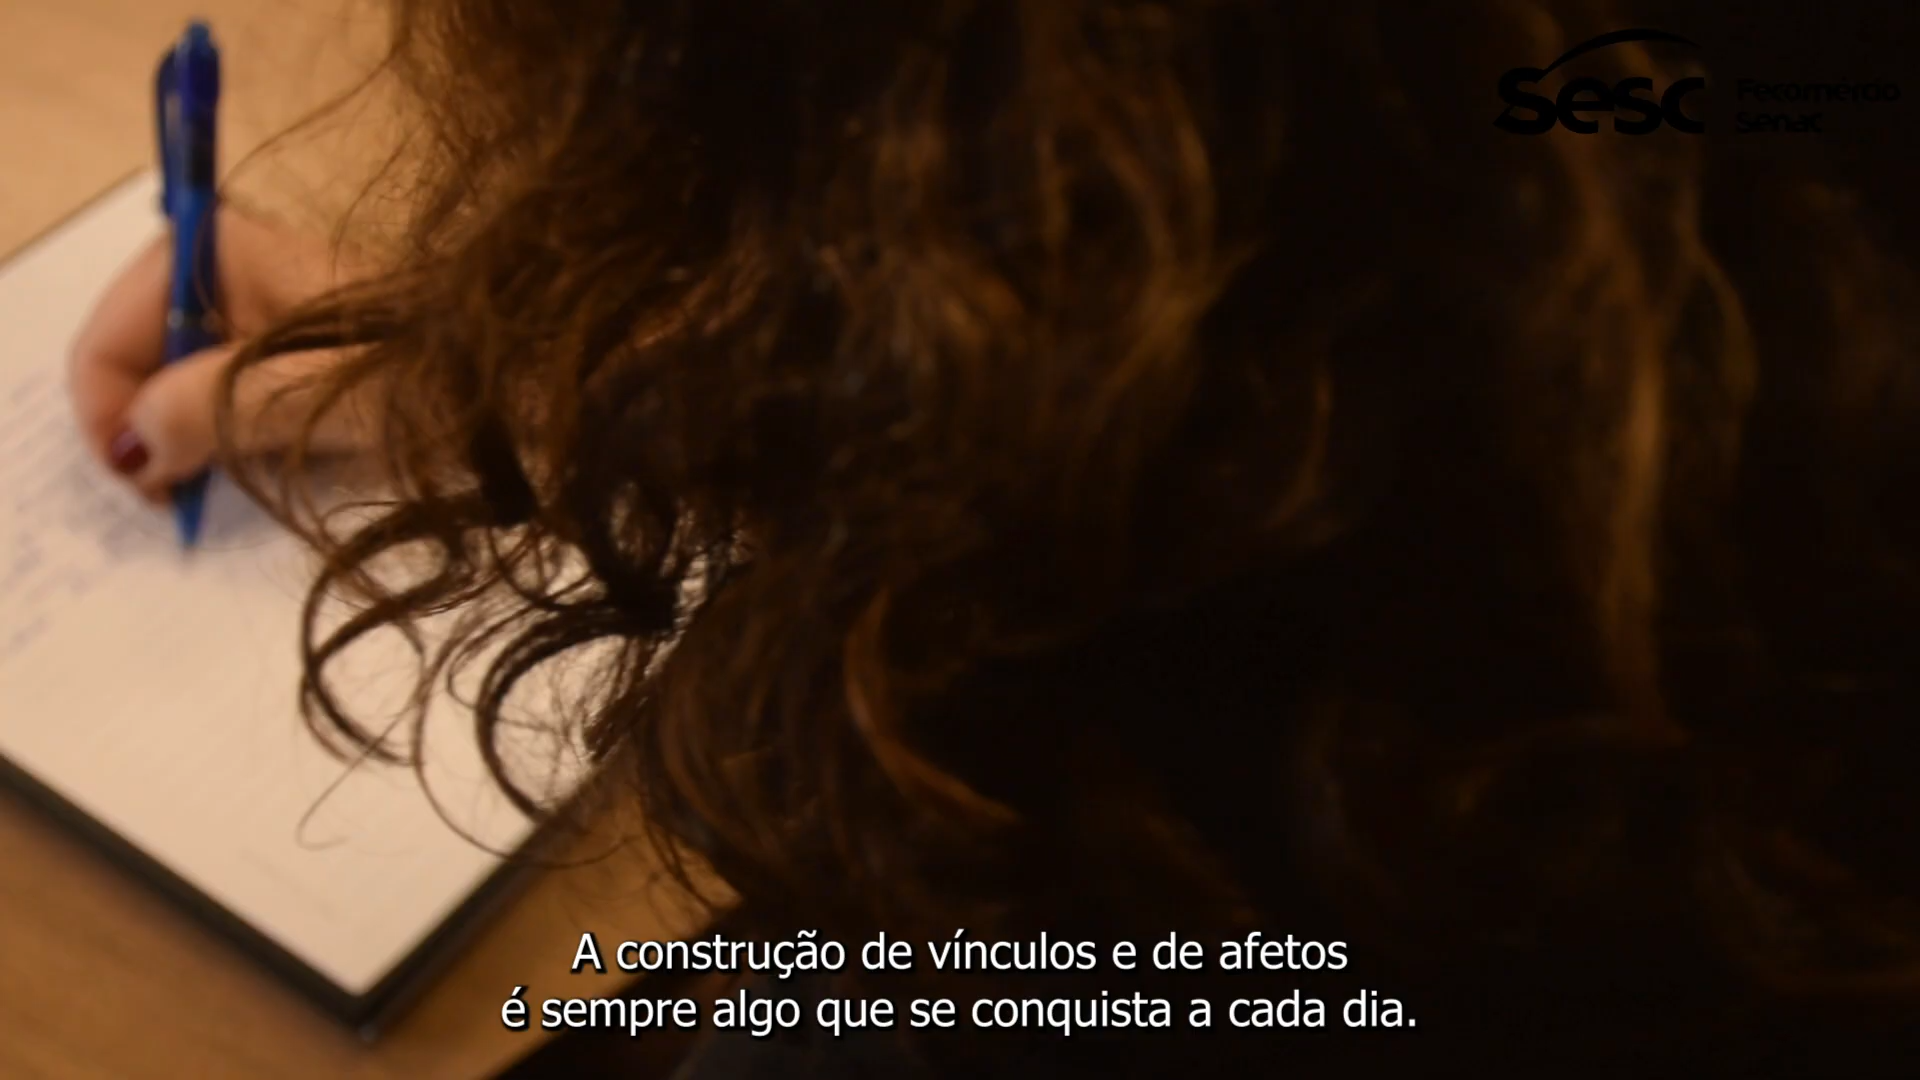 Sesc
Fecomércio
Senac
A construção de vínculos e de afetos
é sempre algo que se conquista a cada dia.